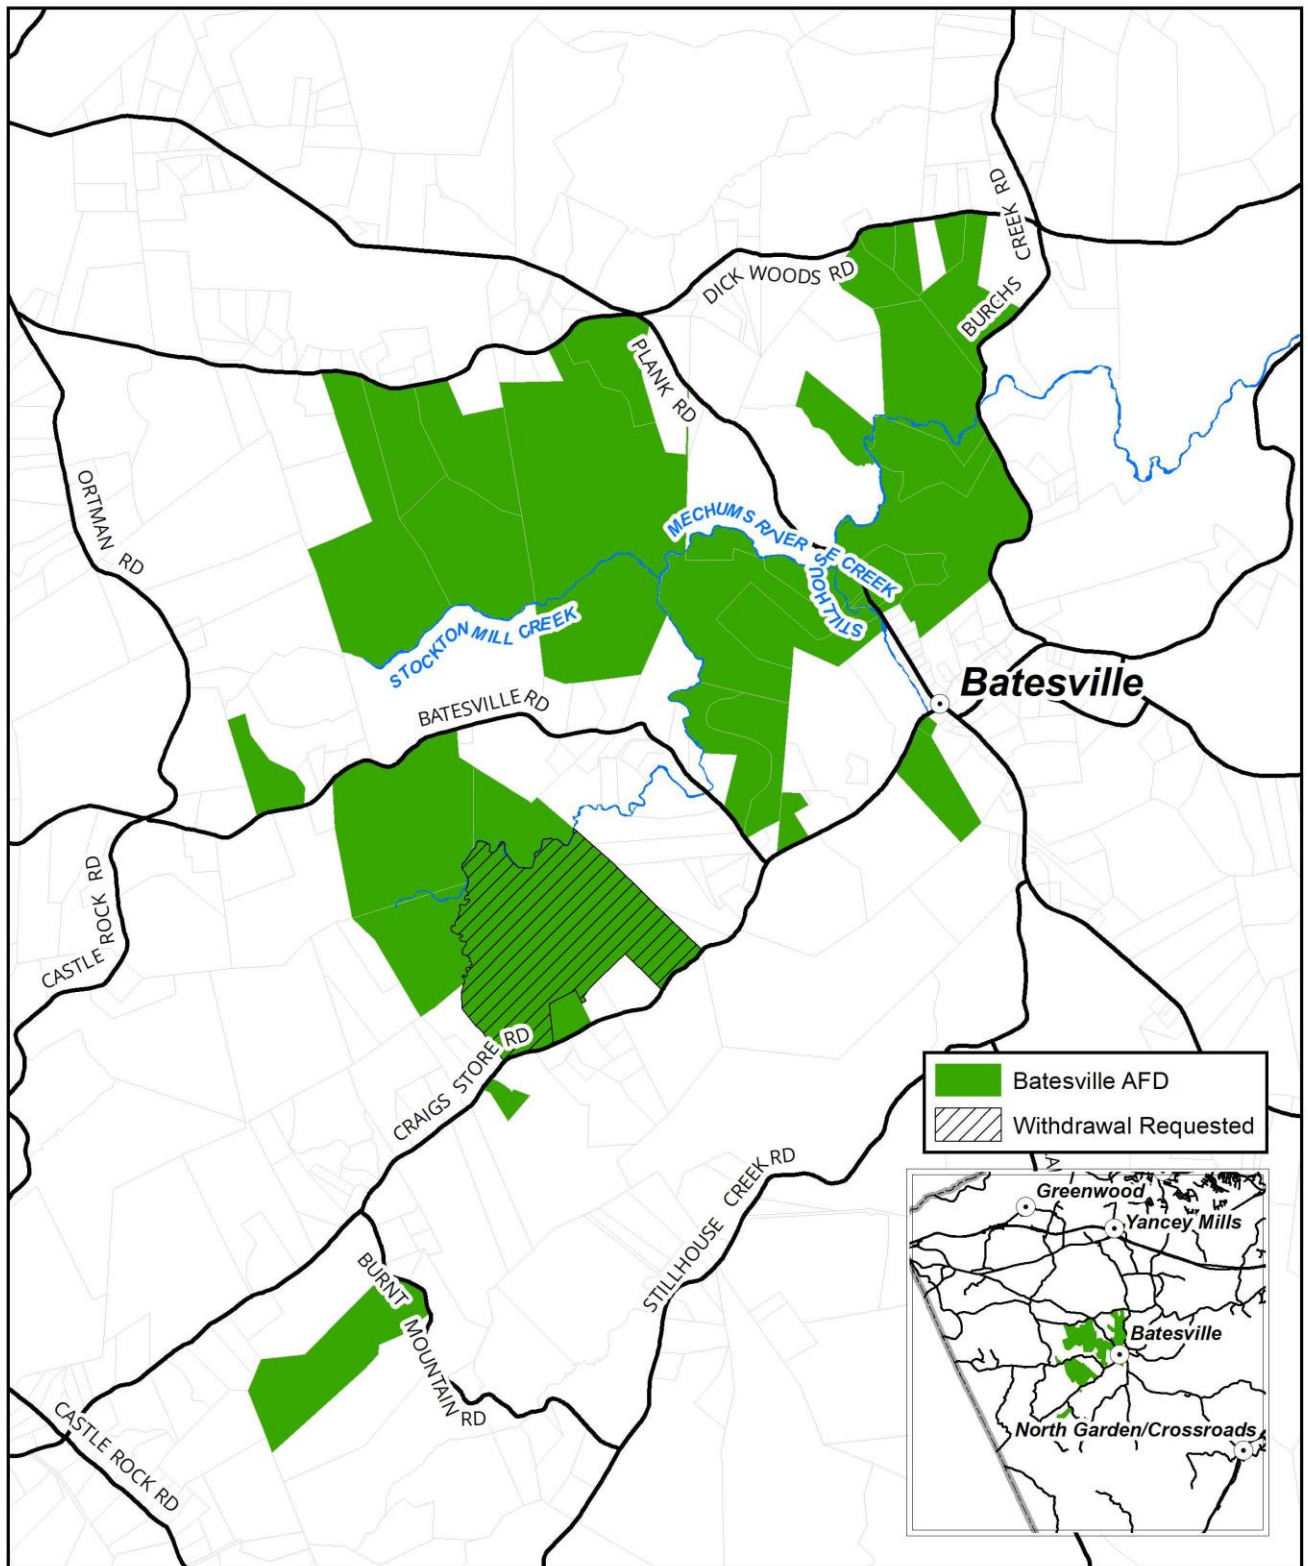 DICK WOODS RD
BURCHS CREEK RD
PLANK RD
ORTMAN RD
MECHUMS RIVER
STILLHOUSE CREEK
STOCKTON MILL CREEK
Batesville
BATESVILLE RD
CASTLE ROCK RD
CRAIGS STORE RD
Batesville AFD
Withdrawal Requested
STILLHOUSE CREEK RD
BURNT MOUNTAIN RD
CASTLE ROCK RD
Greenwood
Yancey Mills
Batesville
North Garden/Crossroads